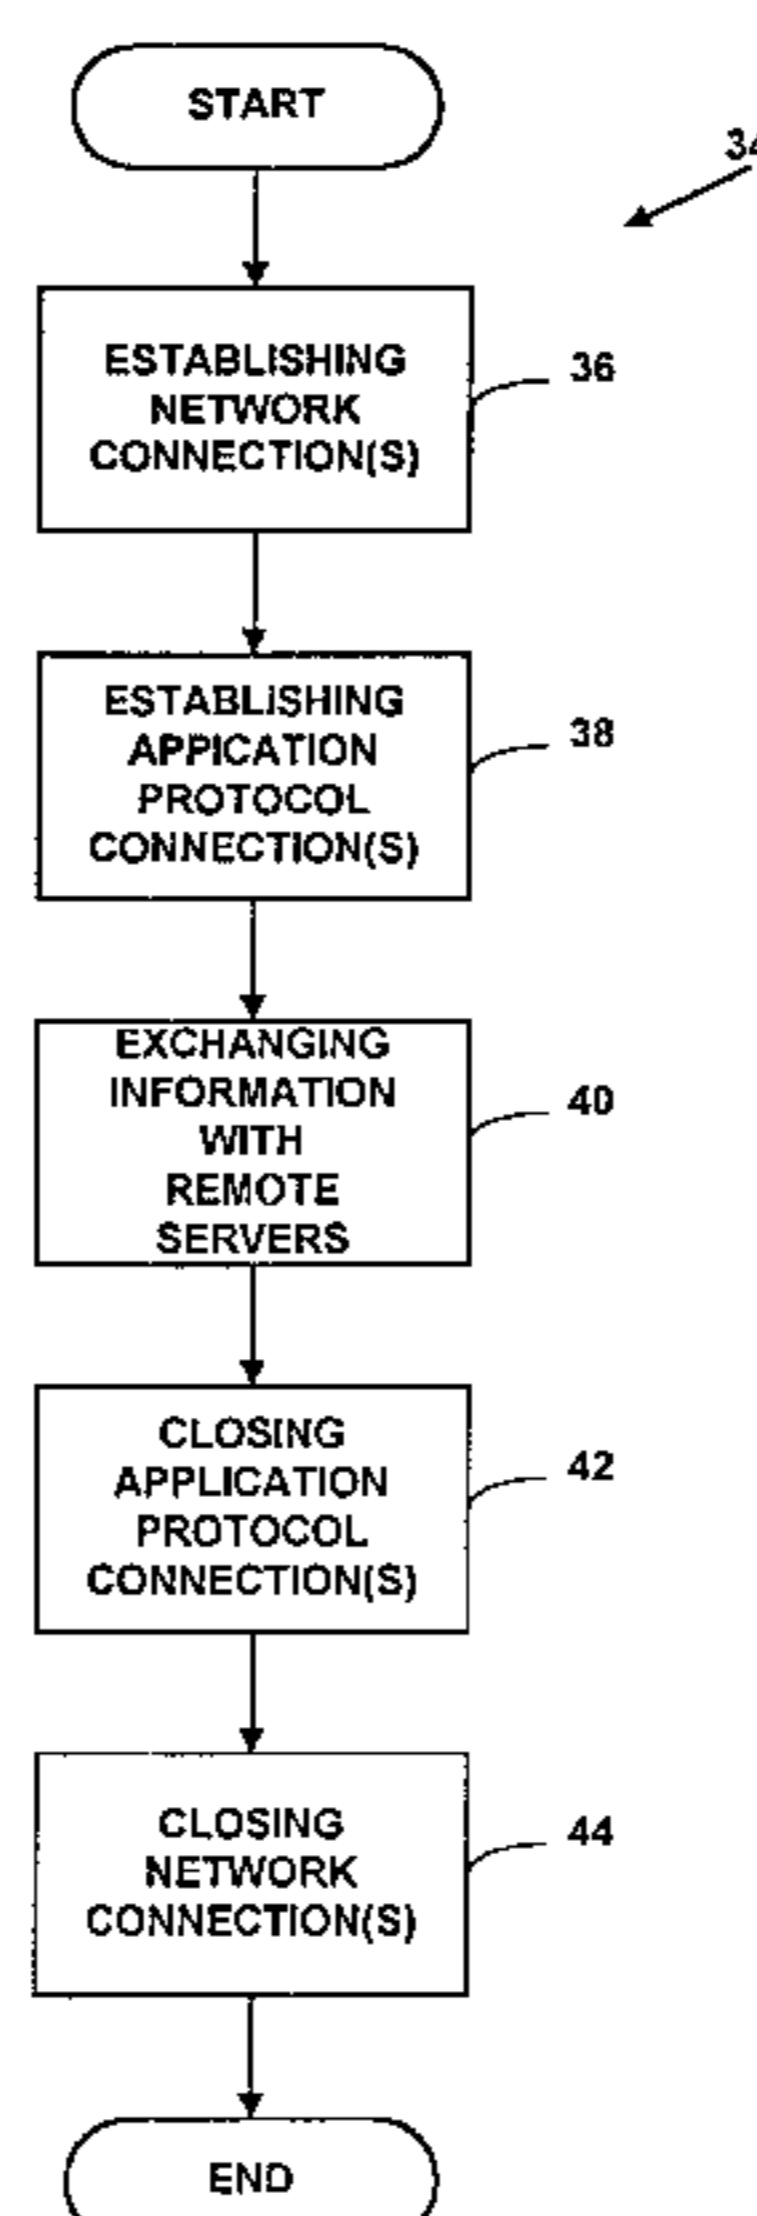 START
34
ESTABLISHING
NETWORK
CONNECTION(S)
36
ESTABLISHING
APPICATION
PROTOCOL
CONNECTION(S)
38
EXCHANGING
INFORMATION
WITH
REMOTE
SERVERS
40
CLOSING
APPLICATION
PROTOCOL
CONNECTION(S)
42
CLOSING
NETWORK
CONNECTION(S)
44
END